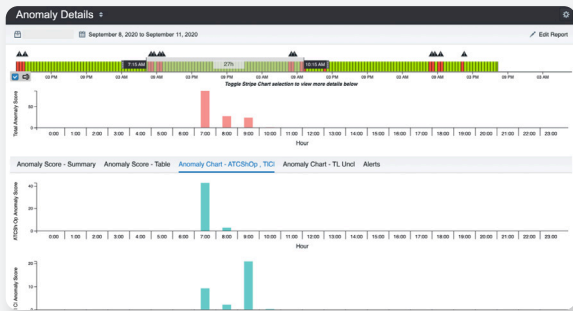 Anomaly Details
September 8, 2020 to September 11, 2020
Edit Report
7:15 AM
27h
10:15 AM
03 PM 09 PM 03 AM 09 AM 03 PM 09 PM 03 AM 09 AM 03 PM 09 PM 03 AM 09 AM 03 PM 09 PM 03 AM
Toggle Stripe Chart selection to view more details below
Total Anomaly Score
50
0
0:00 1:00 2:00 3:00 4:00 5:00 6:00 7:00 8:00 9:00 10:00 11:00 12:00 13:00 14:00 15:00 16:00 17:00 18:00 19:00 20:00 21:00 22:00 23:00
Hour
Anomaly Score - Summary Anomaly Score - Table Anomaly Chart - ATCShOp , TICI Anomaly Chart - TL Uncl Alerts
ATCSh-Op Anomaly Score
40
20
0
0:00 1:00 2:00 3:00 4:00 5:00 6:00 7:00 8:00 9:00 10:00 11:00 12:00 13:00 14:00 15:00 16:00 17:00 18:00 19:00 20:00 21:00 22:00 23:00
Hour
Cl Anomaly Score
20
10
0